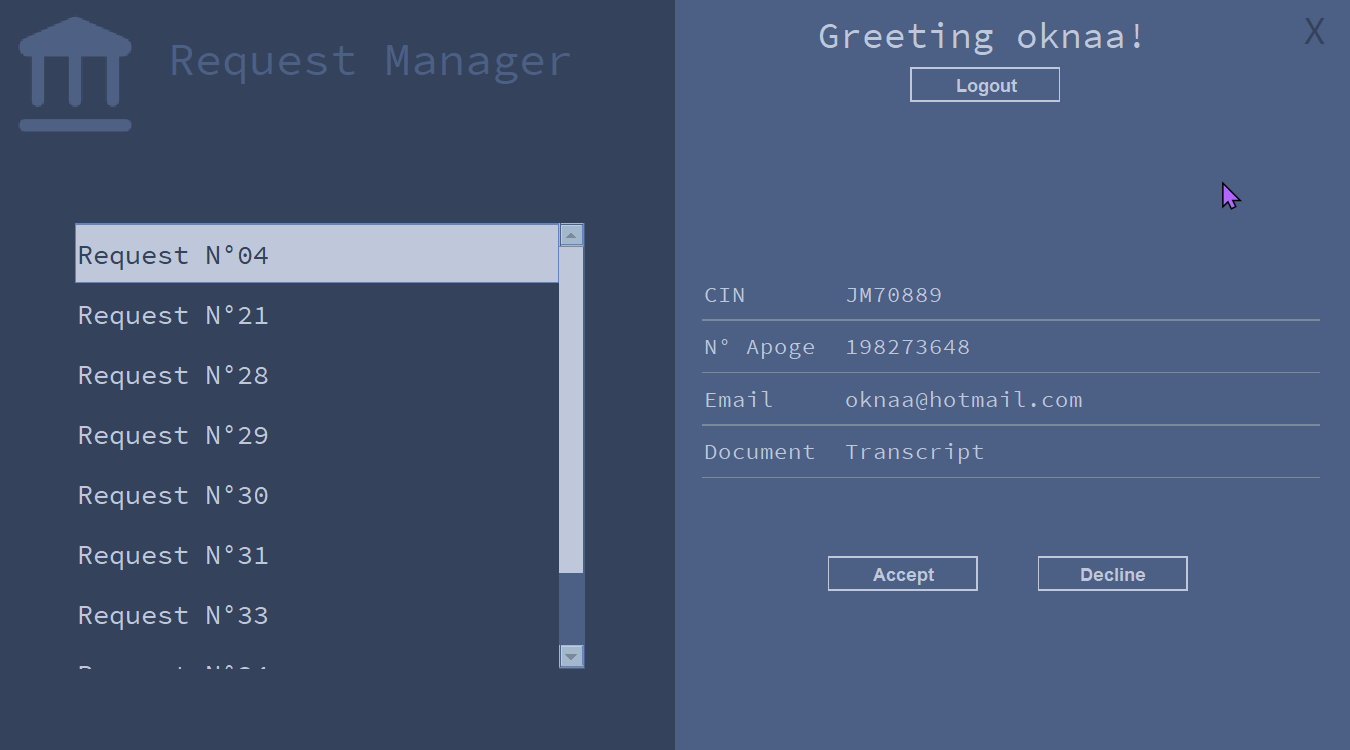 Request Manager
Request N°04
Request N°21
Request N°28
Request N°29
Request N°30
Request N°31
Request N°33
Request
Greeting oknaa!
X
Logout
CIN JM70889
N° Apoge 198273648
Email oknaa@hotmail.com
Document Transcript
Accept Decline